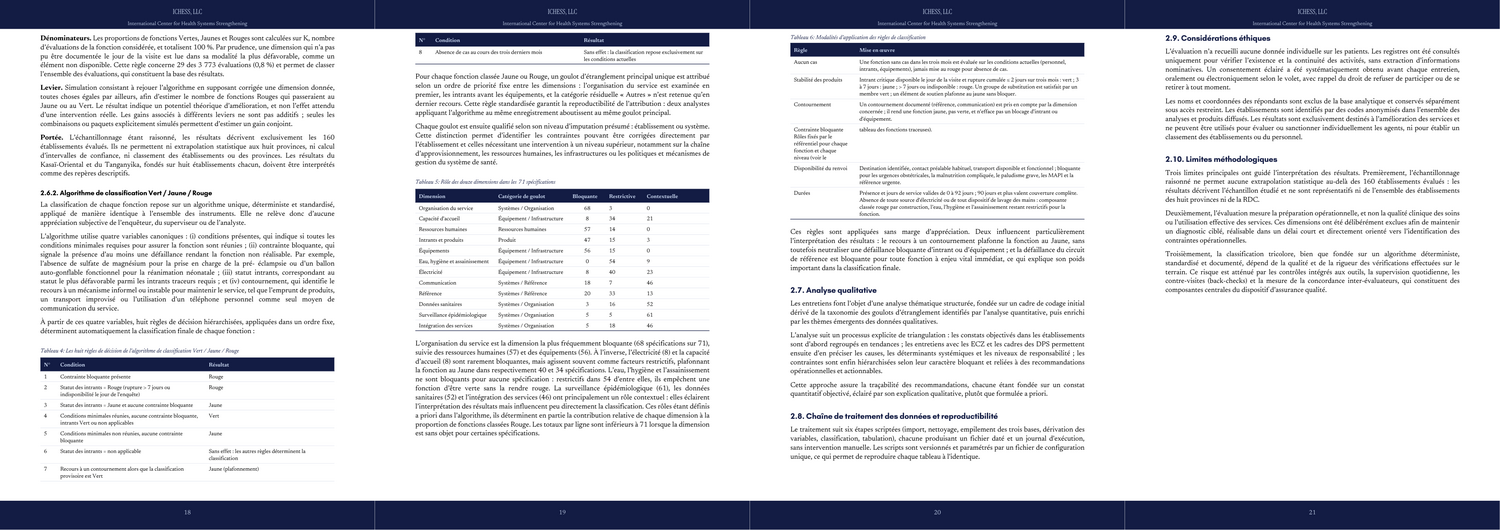 ICHESS, LLC
International Center for Health Systems Strengthening
Dénominateurs. Les proportions de fonctions Vertes, Jaunes et Rouges sont calculées sur K, nombre
d'évaluations de la fonction considérée, et totalisent 100 %. Par prudence, une dimension qui n'a pas
pu être documentée le jour de la visite est lue dans sa modalité la plus défavorable, comme un
élément non disponible. Cette règle concerne 29 des 3 773 évaluations (0,8 %) et permet de classer
l'ensemble des évaluations, qui constituent la base des résultats.
Levier. Simulation consistant à rejouer l'algorithme en supposant corrigée une dimension donnée,
toutes choses égales par ailleurs, afin d'estimer le nombre de fonctions Rouges qui passeraient au
Jaune ou au Vert. Le résultat indique un potentiel théorique d'amélioration, et non l'effet attendu
d'une intervention réelle. Les gains associés à différents leviers ne sont pas additifs ; seules les
combinaisons ou paquets explicitement simulés permettent d'estimer un gain conjoint.
Portée. L'échantillonnage étant raisonné, les résultats décrivent exclusivement les 160
établissements évalués. Ils ne permettent ni extrapolation statistique aux huit provinces, ni calcul
d'intervalles de confiance, ni classement des établissements ou des provinces. Les résultats du
Kasaï-Oriental et du Tanganyika, fondés sur huit établissements chacun, doivent être interprétés
comme des repères descriptifs.
2.6.2. Algorithme de classification Vert / Jaune / Rouge
La classification de chaque fonction repose sur un algorithme unique, déterministe et standardisé,
appliqué de manière identique à l'ensemble des instruments. Elle ne relève donc d'aucune
appréciation subjective de l'enquêteur, du superviseur ou de l'analyste.
L'algorithme utilise quatre variables canoniques : (i) conditions présentes, qui indique si toutes les
conditions minimales requises pour assurer la fonction sont réunies ; (ii) contrainte bloquante, qui
signale la présence d'au moins une défaillance rendant la fonction non réalisable. Par exemple,
l'absence de sulfate de magnésium pour la prise en charge de la pré- éclampsie ou d'un ballon
auto-gonflable fonctionnel pour la réanimation néonatale ; (iii) statut intrants, correspondant au
statut le plus défavorable parmi les intrants traceurs requis ; et (iv) contournement, qui identifie le
recours à un mécanisme informel ou instable pour maintenir le service, tel que l'emprunt de produits,
un transport improvisé ou l'utilisation d'un téléphone personnel comme seul moyen de
communication du service.
À partir de ces quatre variables, huit règles de décision hiérarchisées, appliquées dans un ordre fixe,
déterminent automatiquement la classification finale de chaque fonction :
Tableau 4: Les huit règles de décision de l'algorithme de classification Vert / Jaune / Rouge
N° Condition Résultat
1 Contrainte bloquante présente Rouge
2 Statut des intrants = Rouge (rupture > 7 jours ou Rouge
indisponibilité le jour de l'enquête)
3 Statut des intrants = Jaune et aucune contrainte bloquante Jaune
4 Conditions minimales réunies, aucune contrainte bloquante, Vert
intrants Vert ou non applicables
5 Conditions minimales non réunies, aucune contrainte Jaune
bloquante
6 Statut des intrants = non applicable Sans effet : les autres règles déterminent la
classification
7 Recours à un contournement alors que la classification Jaune (plafonnement)
provisoire est Vert
18
ICHESS, LLC
International Center for Health Systems Strengthening
N° Condition Résultat
8 Absence de cas au cours des trois derniers mois Sans effet : la classification repose exclusivement sur
les conditions actuelles
Pour chaque fonction classée Jaune ou Rouge, un goulot d'étranglement principal unique est attribué
selon un ordre de priorité fixe entre les dimensions : l'organisation du service est examinée en
premier, les intrants avant les équipements, et la catégorie résiduelle « Autres » n'est retenue qu'en
dernier recours. Cette règle standardisée garantit la reproductibilité de l'attribution : deux analystes
appliquant l'algorithme au même enregistrement aboutissent au même goulot principal.
Chaque goulot est ensuite qualifié selon son niveau d'imputation présumé : établissement ou système.
Cette distinction permet d'identifier les contraintes pouvant être corrigées directement par
l'établissement et celles nécessitant une intervention à un niveau supérieur, notamment sur la chaîne
d'approvisionnement, les ressources humaines, les infrastructures ou les politiques et mécanismes de
gestion du système de santé.
Tableau 5: Rôle des douze dimensions dans les 71 spécifications
Dimension Catégorie de goulot Bloquante Restrictive Contextuelle
Organisation du service Systèmes / Organisation 68 3 0
Capacité d'accueil Équipement / Infrastructure 8 34 21
Ressources humaines Ressources humaines 57 14 0
Intrants et produits Produit 47 15 3
Équipements Équipement / Infrastructure 56 15 0
Eau, hygiène et assainissement Équipement / Infrastructure 0 54 9
Électricité Équipement / Infrastructure 8 40 23
Communication Systèmes / Référence 18 7 46
Référence Systèmes / Référence 20 33 13
Données sanitaires Systèmes / Organisation 3 16 52
Surveillance épidémiologique Systèmes / Organisation 5 5 61
Intégration des services Systèmes / Organisation 5 18 46
L'organisation du service est la dimension la plus fréquemment bloquante (68 spécifications sur 71),
suivie des ressources humaines (57) et des équipements (56). À l'inverse, l'électricité (8) et la capacité
d'accueil (8) sont rarement bloquantes, mais agissent souvent comme facteurs restrictifs, plafonnant
la fonction au Jaune dans respectivement 40 et 34 spécifications. L'eau, l'hygiène et l'assainissement
ne sont bloquants pour aucune spécification : restrictifs dans 54 d'entre elles, ils empêchent une
fonction d'être verte sans la rendre rouge. La surveillance épidémiologique (61), les données
sanitaires (52) et l'intégration des services (46) ont principalement un rôle contextuel : elles éclairent
l'interprétation des résultats mais influencent peu directement la classification. Ces rôles étant définis
a priori dans l'algorithme, ils déterminent en partie la contribution relative de chaque dimension à la
proportion de fonctions classées Rouge. Les totaux par ligne sont inférieurs à 71 lorsque la dimension
est sans objet pour certaines spécifications.
19
ICHESS, LLC
International Center for Health Systems Strengthening
Tableau 6: Modalités d'application des règles de classification
Règle Mise en œuvre
Aucun cas Une fonction sans cas dans les trois mois est évaluée sur les conditions actuelles (personnel,
intrants, équipements), jamais mise au rouge pour absence de cas.
Stabilité des produits Intrant critique disponible le jour de la visite et rupture cumulée ≤ 2 jours sur trois mois : vert ; 3
à 7 jours : jaune ; > 7 jours ou indisponible : rouge. Un groupe de substitution est satisfait par un
membre vert ; un élément de soutien plafonne au jaune sans bloquer.
Contournement Un contournement documenté (référence, communication) est pris en compte par la dimension
concernée ; il rend une fonction jaune, pas verte, et n'efface pas un blocage d'intrant ou
d'équipement.
Contrainte bloquante tableau des fonctions traceuses).
Rôles fixés par le
référentiel pour chaque
fonction et chaque
niveau (voir le
Disponibilité du renvoi Destination identifiée, contact préalable habituel, transport disponible et fonctionnel ; bloquante
pour les urgences obstétricales, la malnutrition compliquée, le paludisme grave, les MAPI et la
référence urgente.
Durées Présence et jours de service valides de 0 à 92 jours ; 90 jours et plus valent couverture complète.
Absence de toute source d'électricité ou de tout dispositif de lavage des mains : composante
classée rouge par construction, l'eau, l'hygiène et l'assainissement restant restrictifs pour la
fonction.
Ces règles sont appliquées sans marge d'appréciation. Deux influencent particulièrement
l'interprétation des résultats : le recours à un contournement plafonne la fonction au Jaune, sans
toutefois neutraliser une défaillance bloquante d'intrant ou d'équipement ; et la défaillance du circuit
de référence est bloquante pour toute fonction à enjeu vital immédiat, ce qui explique son poids
important dans la classification finale.
2.7. Analyse qualitative
Les entretiens font l'objet d'une analyse thématique structurée, fondée sur un cadre de codage initial
dérivé de la taxonomie des goulots d'étranglement identifiés par l'analyse quantitative, puis enrichi
par les thèmes émergents des données qualitatives.
L'analyse suit un processus explicite de triangulation : les constats objectivés dans les établissements
sont d'abord regroupés en tendances ; les entretiens avec les ECZ et les cadres des DPS permettent
ensuite d'en préciser les causes, les déterminants systémiques et les niveaux de responsabilité ; les
contraintes sont enfin hiérarchisées selon leur caractère bloquant et reliées à des recommandations
opérationnelles et actionnables.
Cette approche assure la traçabilité des recommandations, chacune étant fondée sur un constat
quantitatif objectivé, éclairé par son explication qualitative, plutôt que formulée a priori.
2.8. Chaîne de traitement des données et reproductibilité
Le traitement suit six étapes scriptées (import, nettoyage, empilement des trois bases, dérivation des
variables, classification, tabulation), chacune produisant un fichier daté et un journal d'exécution,
sans intervention manuelle. Les scripts sont versionnés et paramétrés par un fichier de configuration
unique, ce qui permet de reproduire chaque tableau à l'identique.
20
ICHESS, LLC
International Center for Health Systems Strengthening
2.9. Considérations éthiques
L'évaluation n'a recueilli aucune donnée individuelle sur les patients. Les registres ont été consultés
uniquement pour vérifier l'existence et la continuité des activités, sans extraction d'informations
nominatives. Un consentement éclairé a été systématiquement obtenu avant chaque entretien,
oralement ou électroniquement selon le volet, avec rappel du droit de refuser de participer ou de se
retirer à tout moment.
Les noms et coordonnées des répondants sont exclus de la base analytique et conservés séparément
sous accès restreint. Les établissements sont identifiés par des codes anonymisés dans l'ensemble des
analyses et produits diffusés. Les résultats sont exclusivement destinés à l'amélioration des services et
ne peuvent être utilisés pour évaluer ou sanctionner individuellement les agents, ni pour établir un
classement des établissements ou du personnel.
2.10. Limites méthodologiques
Trois limites principales ont guidé l'interprétation des résultats. Premièrement, l'échantillonnage
raisonné ne permet aucune extrapolation statistique au-delà des 160 établissements évalués : les
résultats décrivent l'échantillon étudié et ne sont représentatifs ni de l'ensemble des établissements
des huit provinces ni de la RDC.
Deuxièmement, l'évaluation mesure la préparation opérationnelle, et non la qualité clinique des soins
ou l'utilisation effective des services. Ces dimensions ont été délibérément exclues afin de maintenir
un diagnostic ciblé, réalisable dans un délai court et directement orienté vers l'identification des
contraintes opérationnelles.
Troisièmement, la classification tricolore, bien que fondée sur un algorithme déterministe,
standardisé et documenté, dépend de la qualité et de la rigueur des vérifications effectuées sur le
terrain. Ce risque est atténué par les contrôles intégrés aux outils, la supervision quotidienne, les
contre-visites (back-checks) et la mesure de la concordance inter-évaluateurs, qui constituent des
composantes centrales du dispositif d'assurance qualité.
21